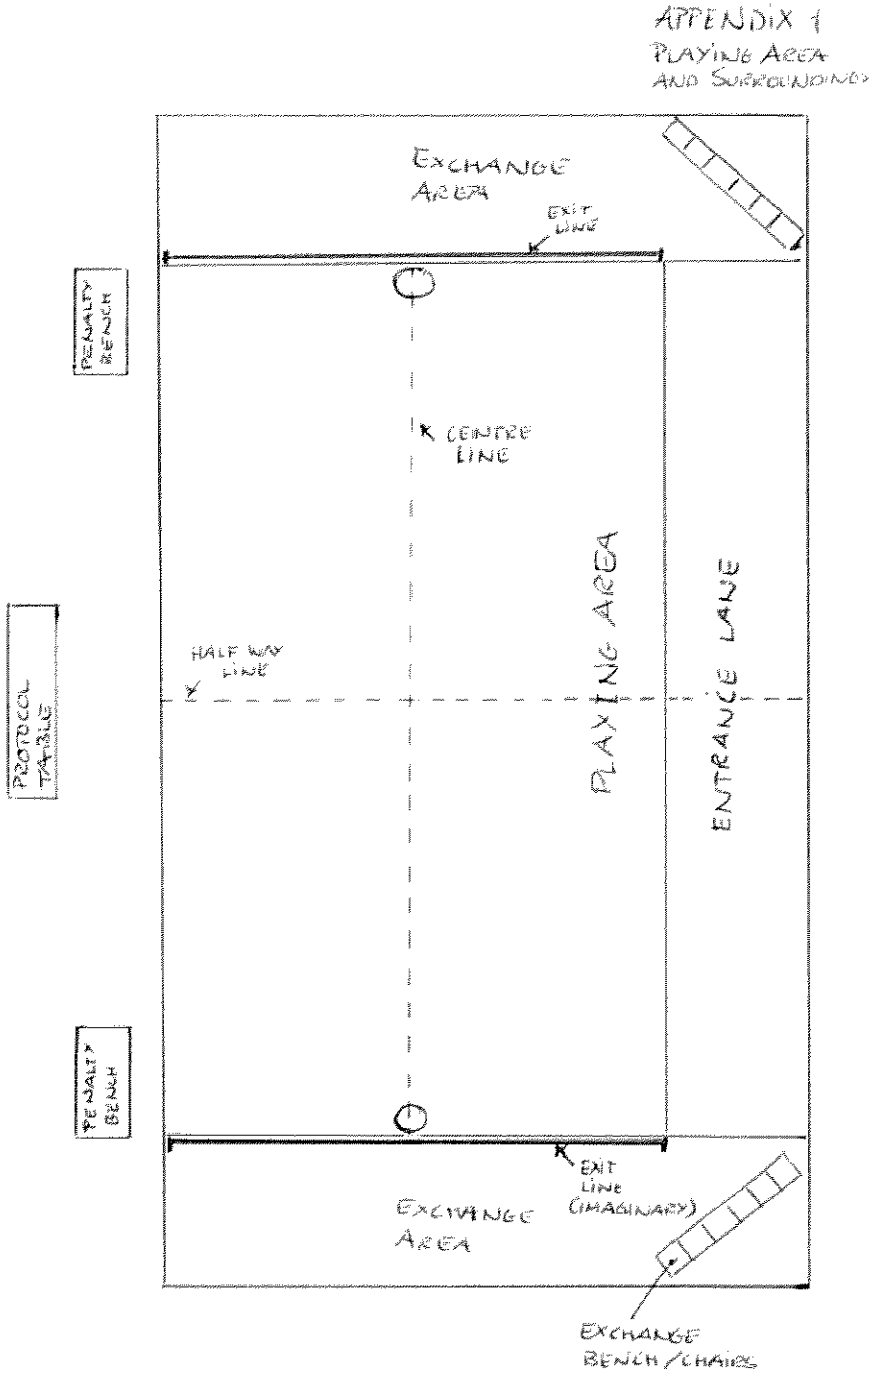 APPENDIX 1
PLAYING AREA
AND SURROUNDINGS
EXCHANGE
AREA
EXIT
LINE
PENALTY
BENCH
CENTRE
LINE
PLAYING AREA
ENTRANCE LANE
HALF WAY
LINE
PROTOCOL
TABLE
PENALTY
BENCH
EXIT
LINE
(IMAGINARY)
EXCHANGE
AREA
EXCHANGE
BENCH/CHAIRS